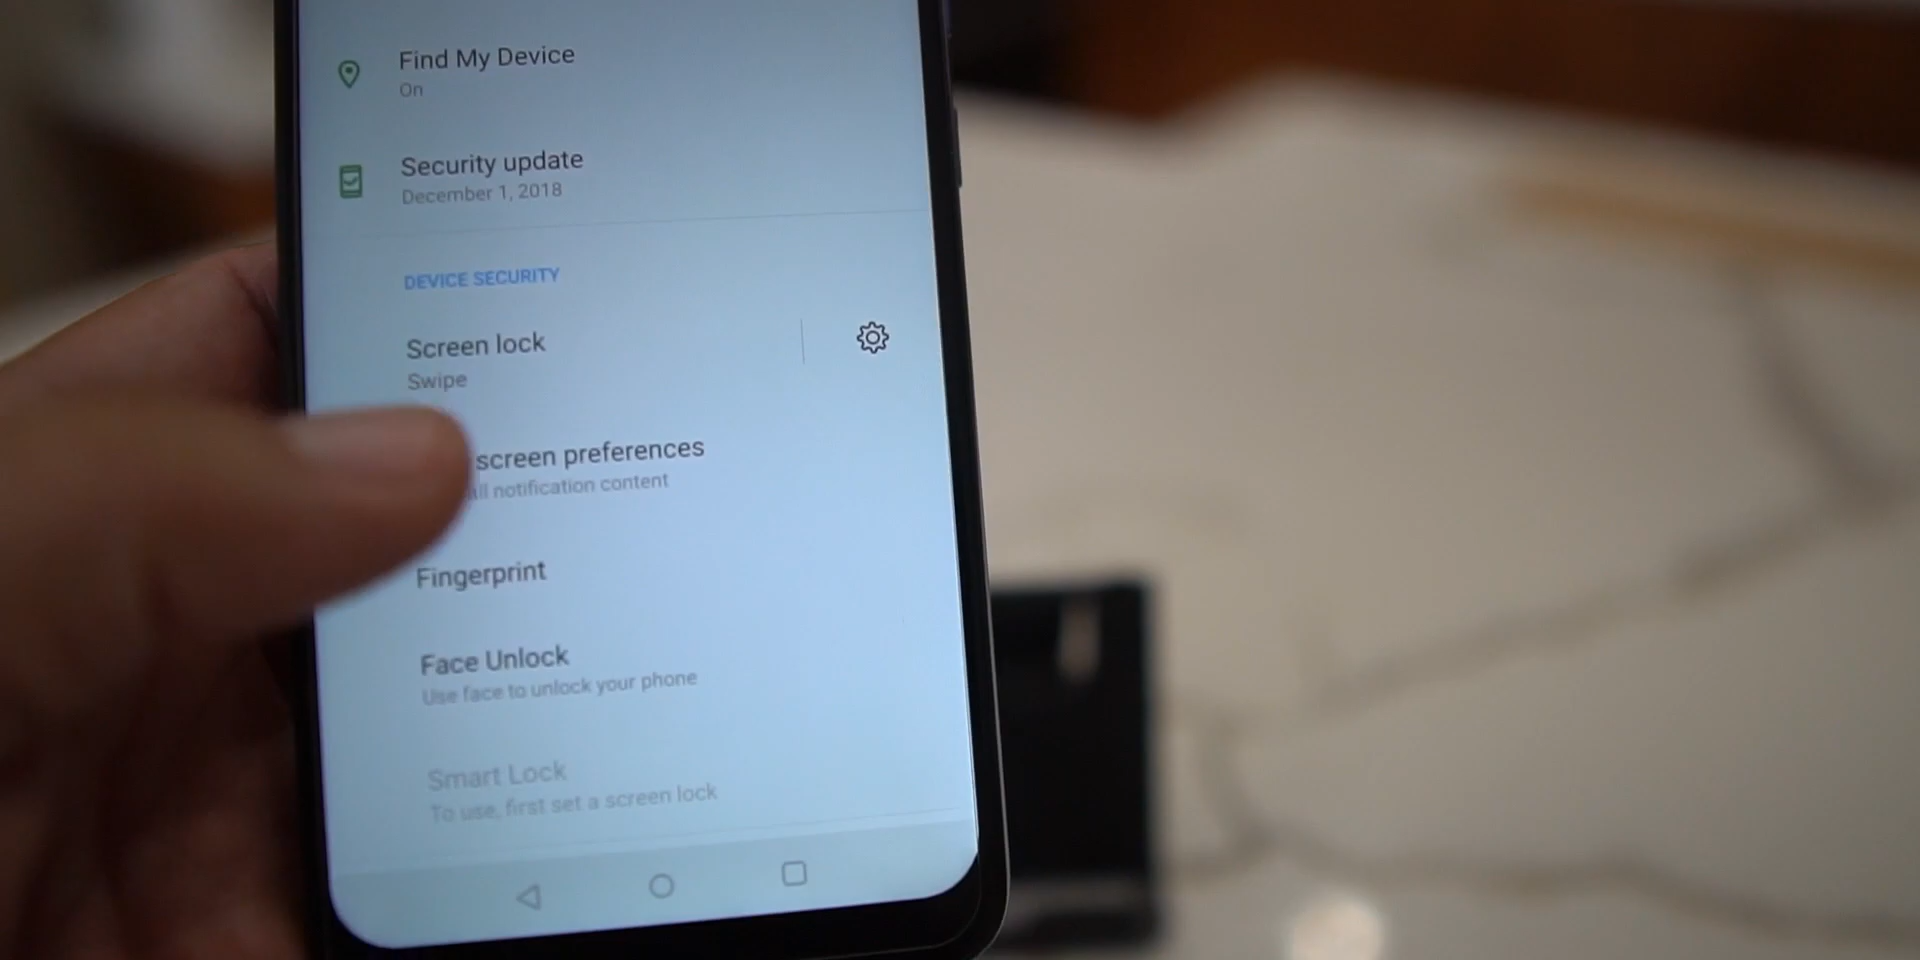 Find My Device
On
Security update
December 1, 2018
DEVICE SECURITY
Screen lock
Swipe
screen preferences
notification content
Fingerprint
Face Unlock
Use face to unlock your phone
Smart Lock
To use, first set a screen lock